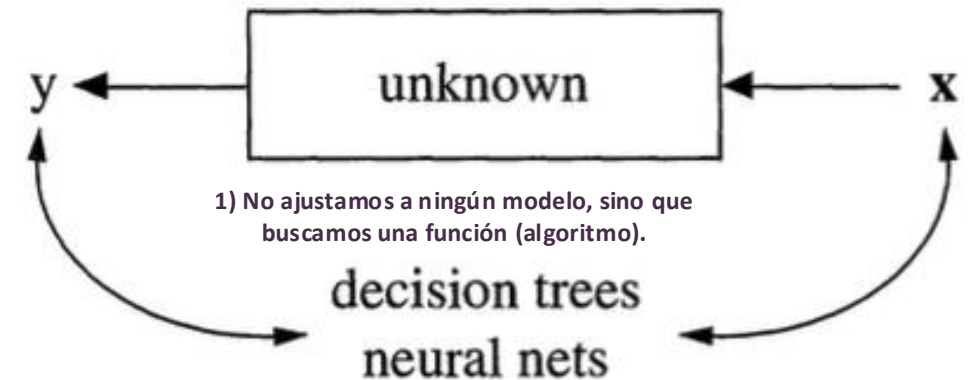 y
unknown
x
1) No ajustamos a ningún modelo, sino que
buscamos una función (algoritmo).
decision trees
neural nets